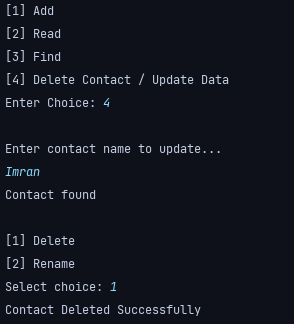 [1] Add
[2] Read
[3] Find
[4] Delete Contact / Update Data
Enter Choice: 4
Enter contact name to update...
Imran
Contact found
[1] Delete
[2] Rename
Select choice: 1
Contact Deleted Successfully